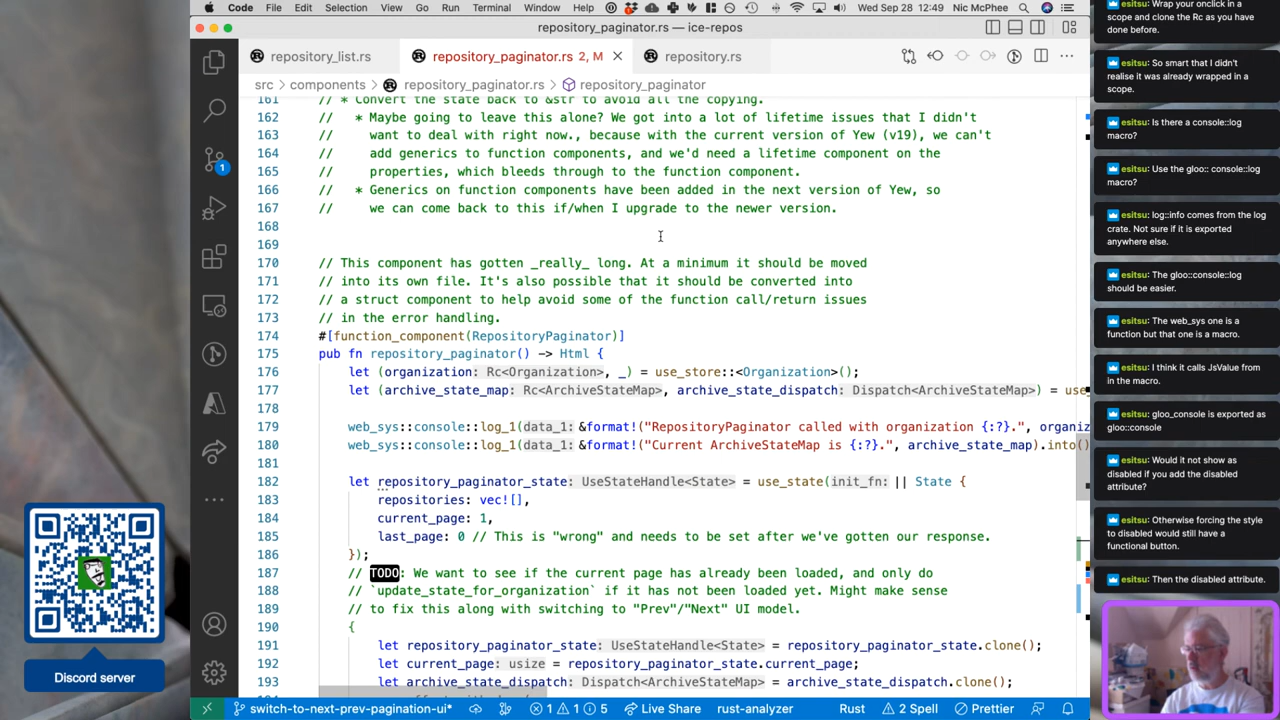 Code File Edit Selection View Go Run Terminal Window Help Wed Sep 28 12:49 Nic McPhee
repository_paginator.rs — ice-repos
repository_list.rs repository_paginator.rs 2, M repository.rs
src components repository_paginator.rs repository_paginator
161 // * Convert the state back to &str to avoid all the copying.
162 // * Maybe going to leave this alone? We got into a lot of lifetime issues that I didn't
163 // want to deal with right now., because with the current version of Yew (v19), we can't
164 // add generics to function components, and we'd need a lifetime component on the
165 // properties, which bleeds through to the function component.
166 // * Generics on function components have been added in the next version of Yew, so
167 // we can come back to this if/when I upgrade to the newer version.
168
169
170 // This component has gotten _really_ long. At a minimum it should be moved
171 // into its own file. It's also possible that it should be converted into
172 // a struct component to help avoid some of the function call/return issues
173 // in the error handling.
174 #[function_component(RepositoryPaginator)]
175 pub fn repository_paginator() -> Html {
176 let (organization: Rc<Organization>, _) = use_store::<Organization>();
177 let (archive_state_map: Rc<ArchiveStateMap>, archive_state_dispatch: Dispatch<ArchiveStateMap>) = use
178
179 web_sys::console::log_1(data_1: &format!("RepositoryPaginator called with organization {:?}.", organiz
180 web_sys::console::log_1(data_1: &format!("Current ArchiveStateMap is {:?}.", archive_state_map).into()
181
182 let repository_paginator_state: UseStateHandle<State> = use_state(init_fn: || State {
183 repositories: vec![],
184 current_page: 1,
185 last_page: 0 // This is "wrong" and needs to be set after we've gotten our response.
186 });
187 // TODO: We want to see if the current page has already been loaded, and only do
188 // `update_state_for_organization` if it has not been loaded yet. Might make sense
189 // to fix this along with switching to "Prev"/"Next" UI model.
190 {
191 let repository_paginator_state: UseStateHandle<State> = repository_paginator_state.clone();
192 let current_page: usize = repository_paginator_state.current_page;
193 let archive_state_dispatch: Dispatch<ArchiveStateMap> = archive_state_dispatch.clone();
switch-to-next-prev-pagination-ui* 1 1 5 Live Share rust-analyzer Rust 2 Spell Prettier
1
Discord server
Wrap your onclick in a
scope and clone the Rc as you have
done before.
esitsu: So smart that I didn't
realise it was already wrapped in a
scope.
esitsu: Is there a console::log
macro?
esitsu: Use the gloo:: console::log
macro?
esitsu: log::info comes from the log
crate. Not sure if it is exported
anywhere else.
esitsu: The gloo::console::log
should be easier.
esitsu: The web_sys one is a
function but that one is a macro.
esitsu: I think it calls JsValue from
in the macro.
esitsu: gloo_console is exported as
gloo::console
esitsu: Would it not show as
disabled if you add the disabled
attribute?
esitsu: Otherwise forcing the style
to disabled would still have a
functional button.
esitsu: Then the disabled attribute.